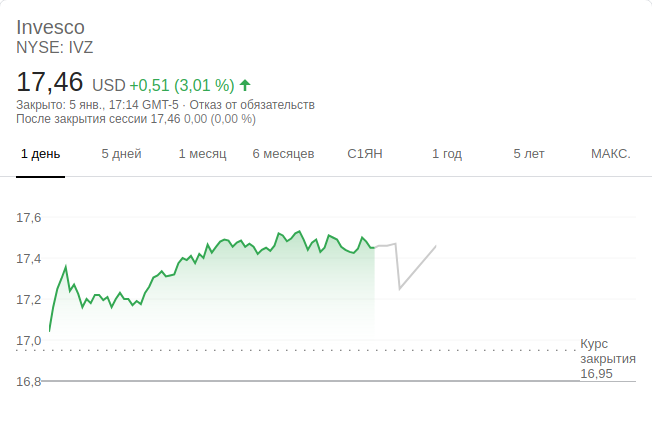 Invesco
NYSE: IVZ
17,46 USD +0,51 (3,01 %)
Закрыто: 5 янв., 17:14 GMT-5 · Отказ от обязательств
После закрытия сессии 17,46 0,00 (0,00 %)
1 день 5 дней 1 месяц 6 месяцев С1ЯН 1 год 5 лет МАКС.
17,6
17,4
17,2
17,0
Курс
закрытия
16,95
16,8